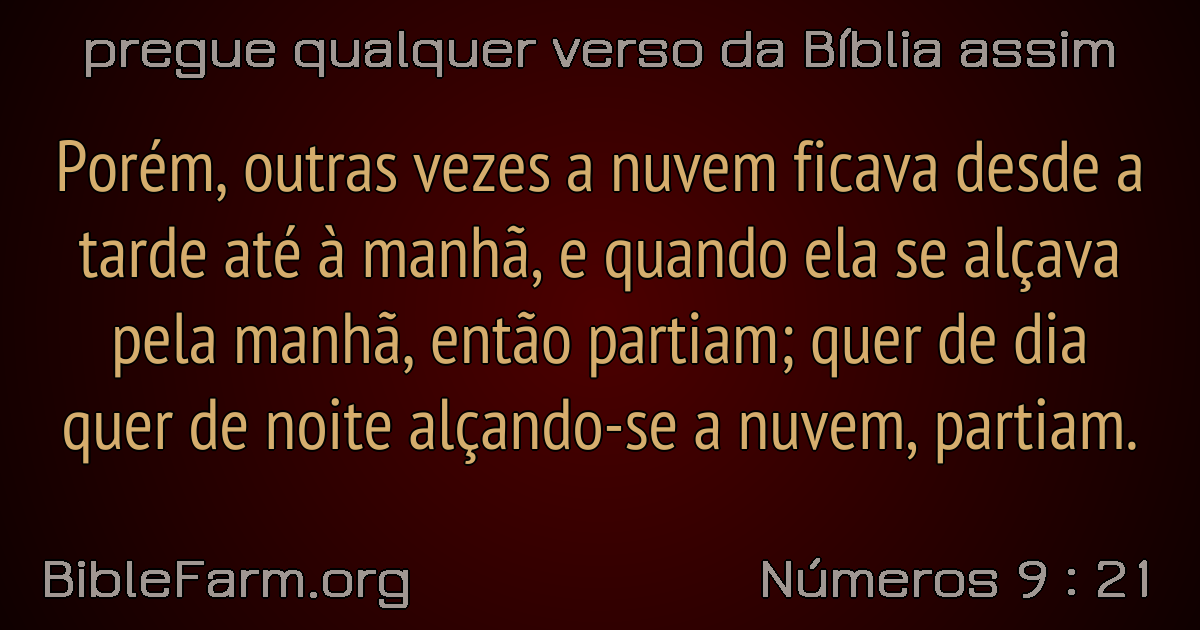 pregue qualquer verso da Bíblia assim
Porém, outras vezes a nuvem ficava desde a
tarde até à manhã, e quando ela se alçava
pela manhã, então partiam; quer de dia
quer de noite alçando-se a nuvem, partiam.
BibleFarm.org
Números 9 : 21